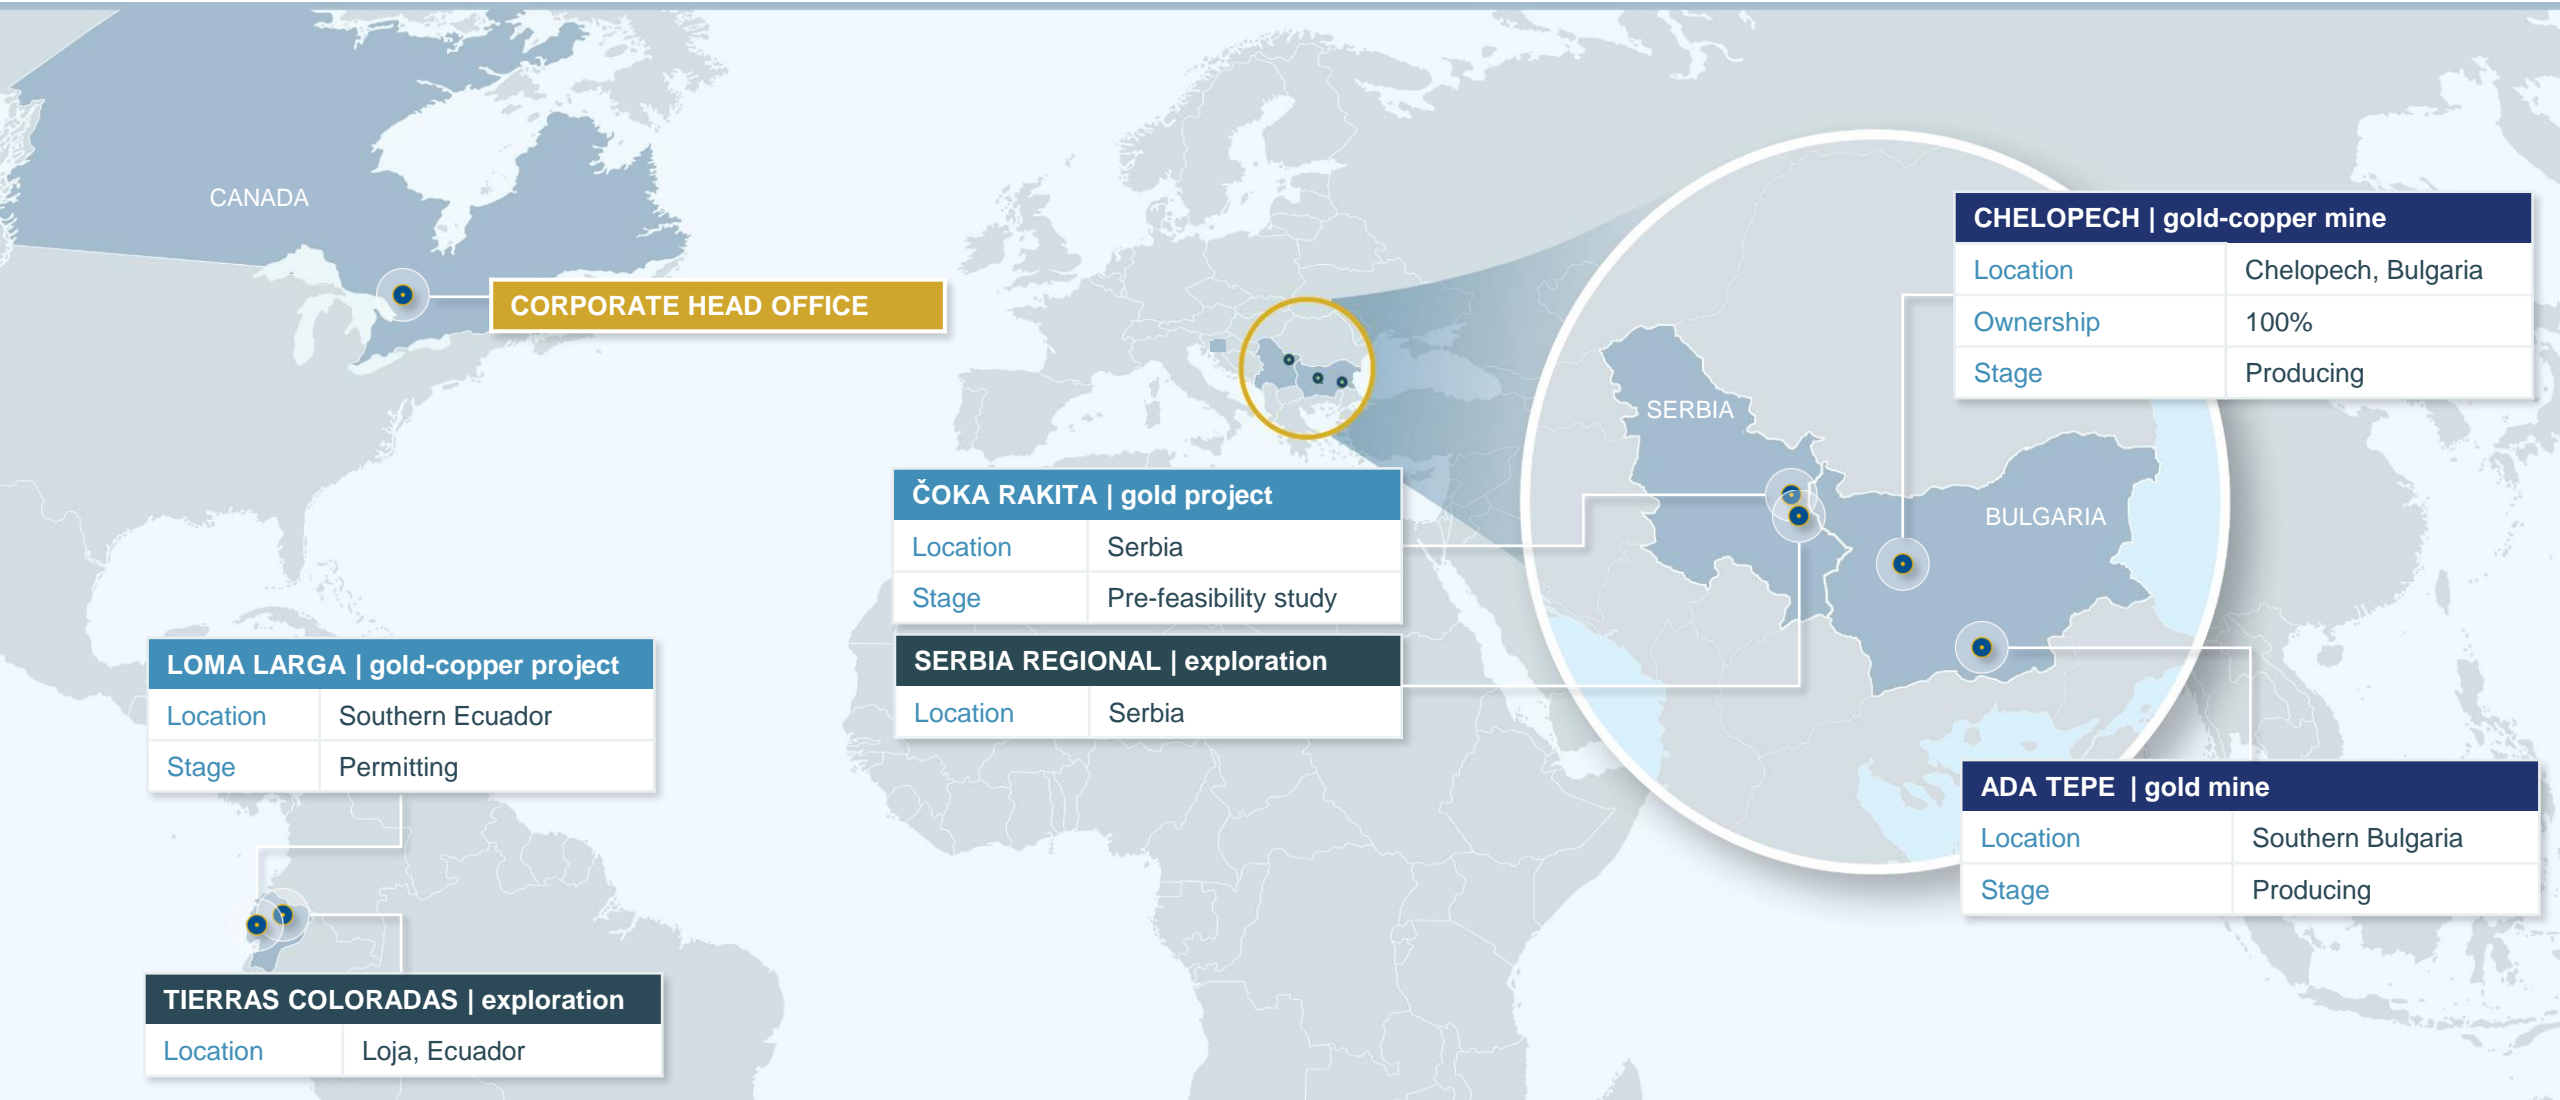 CANADA
CORPORATE HEAD OFFICE
CHELOPECH | gold-copper mine
Location Chelopech, Bulgaria
Ownership 100%
Stage Producing
SERBIA
BULGARIA
ČOKA RAKITA | gold project
Location Serbia
Stage Pre-feasibility study
SERBIA REGIONAL | exploration
Location Serbia
LOMA LARGA | gold-copper project
Location Southern Ecuador
Stage Permitting
ADA TEPE | gold mine
Location Southern Bulgaria
Stage Producing
TIERRAS COLORADAS | exploration
Location Loja, Ecuador